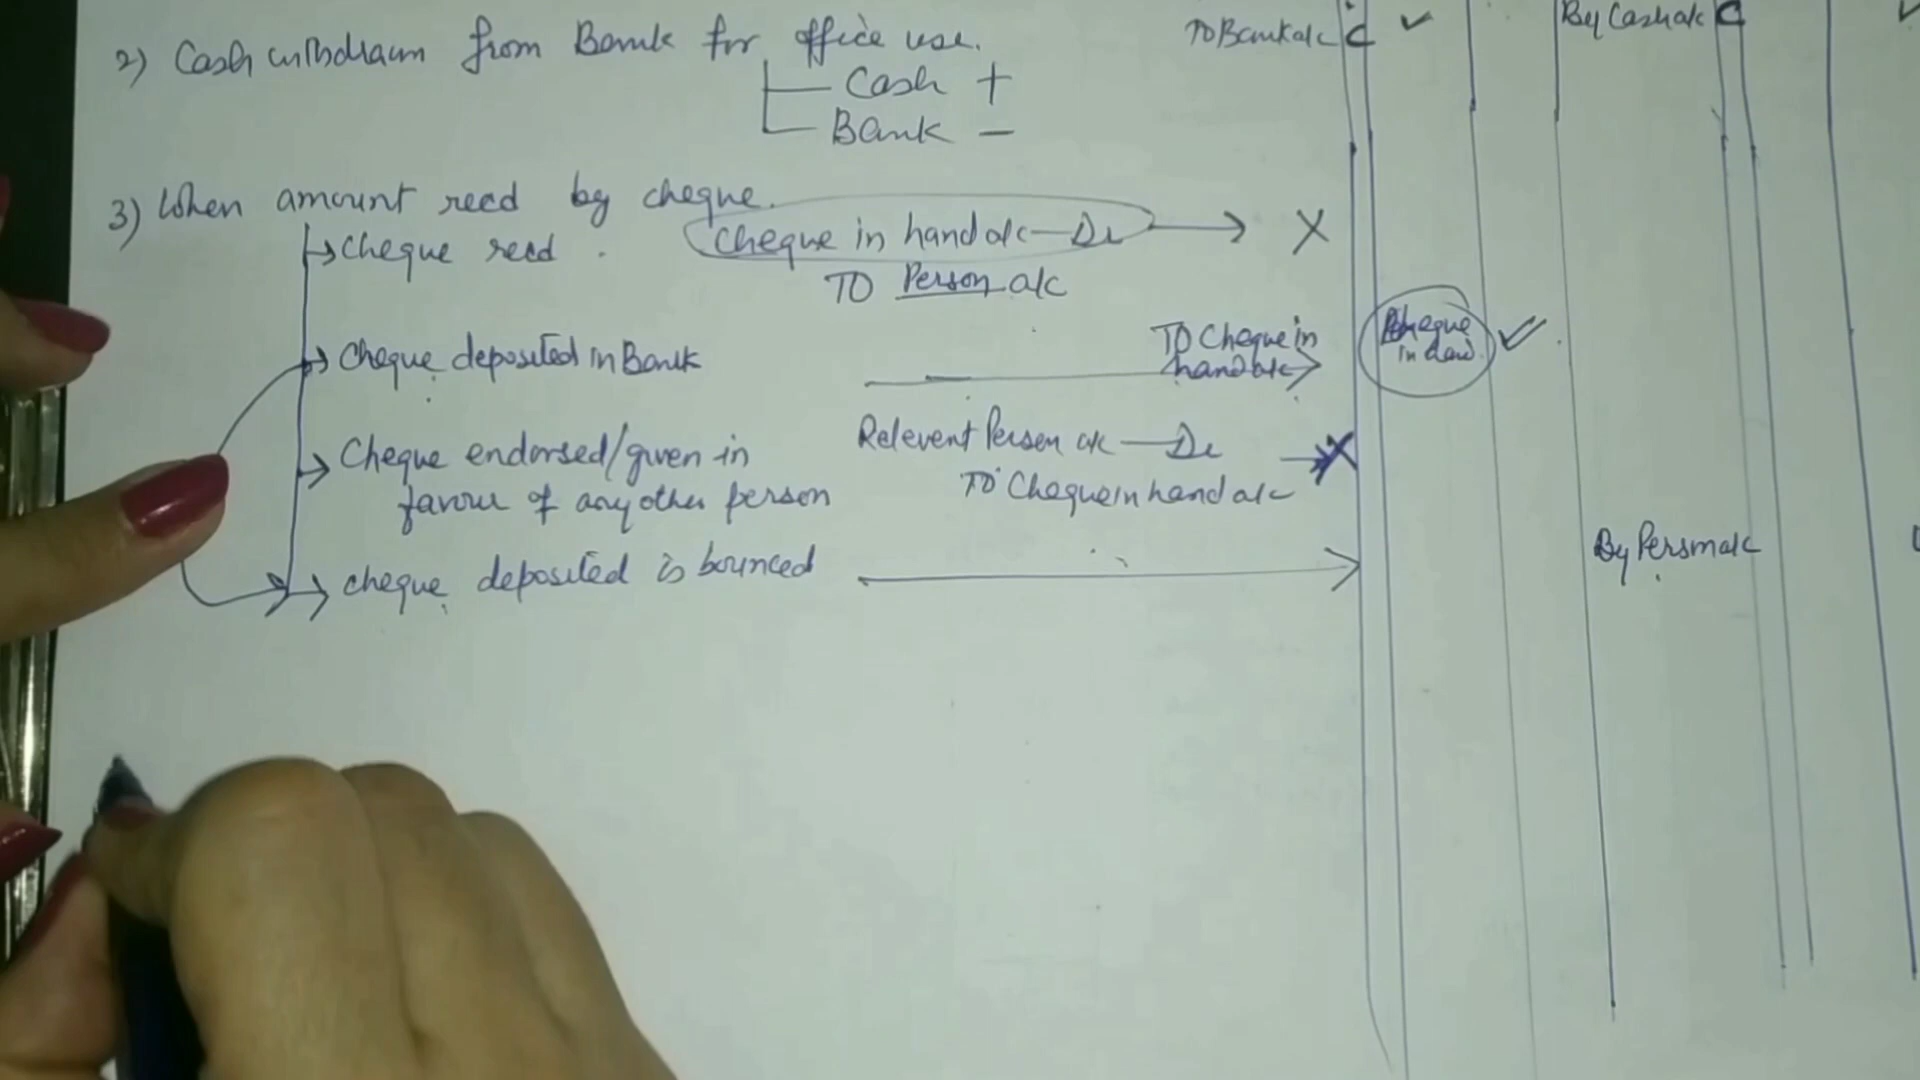 2) Cash withdrawn from Bank for office use.
Cash +
Bank -
To Bank a/c C ✓
By Cash a/c C
3) When amount recd by cheque.
→ Cheque recd.
Cheque in hand a/c — Dr → X
To Person a/c
→ Cheque deposited in Bank
To Cheque in
hand a/c
Cheque
in
✓
→ Cheque endorsed/given in
favour of any other person
Relevent Person a/c — Dr
To Cheque in hand a/c
→ X
→ cheque deposited is bounced
By Person a/c